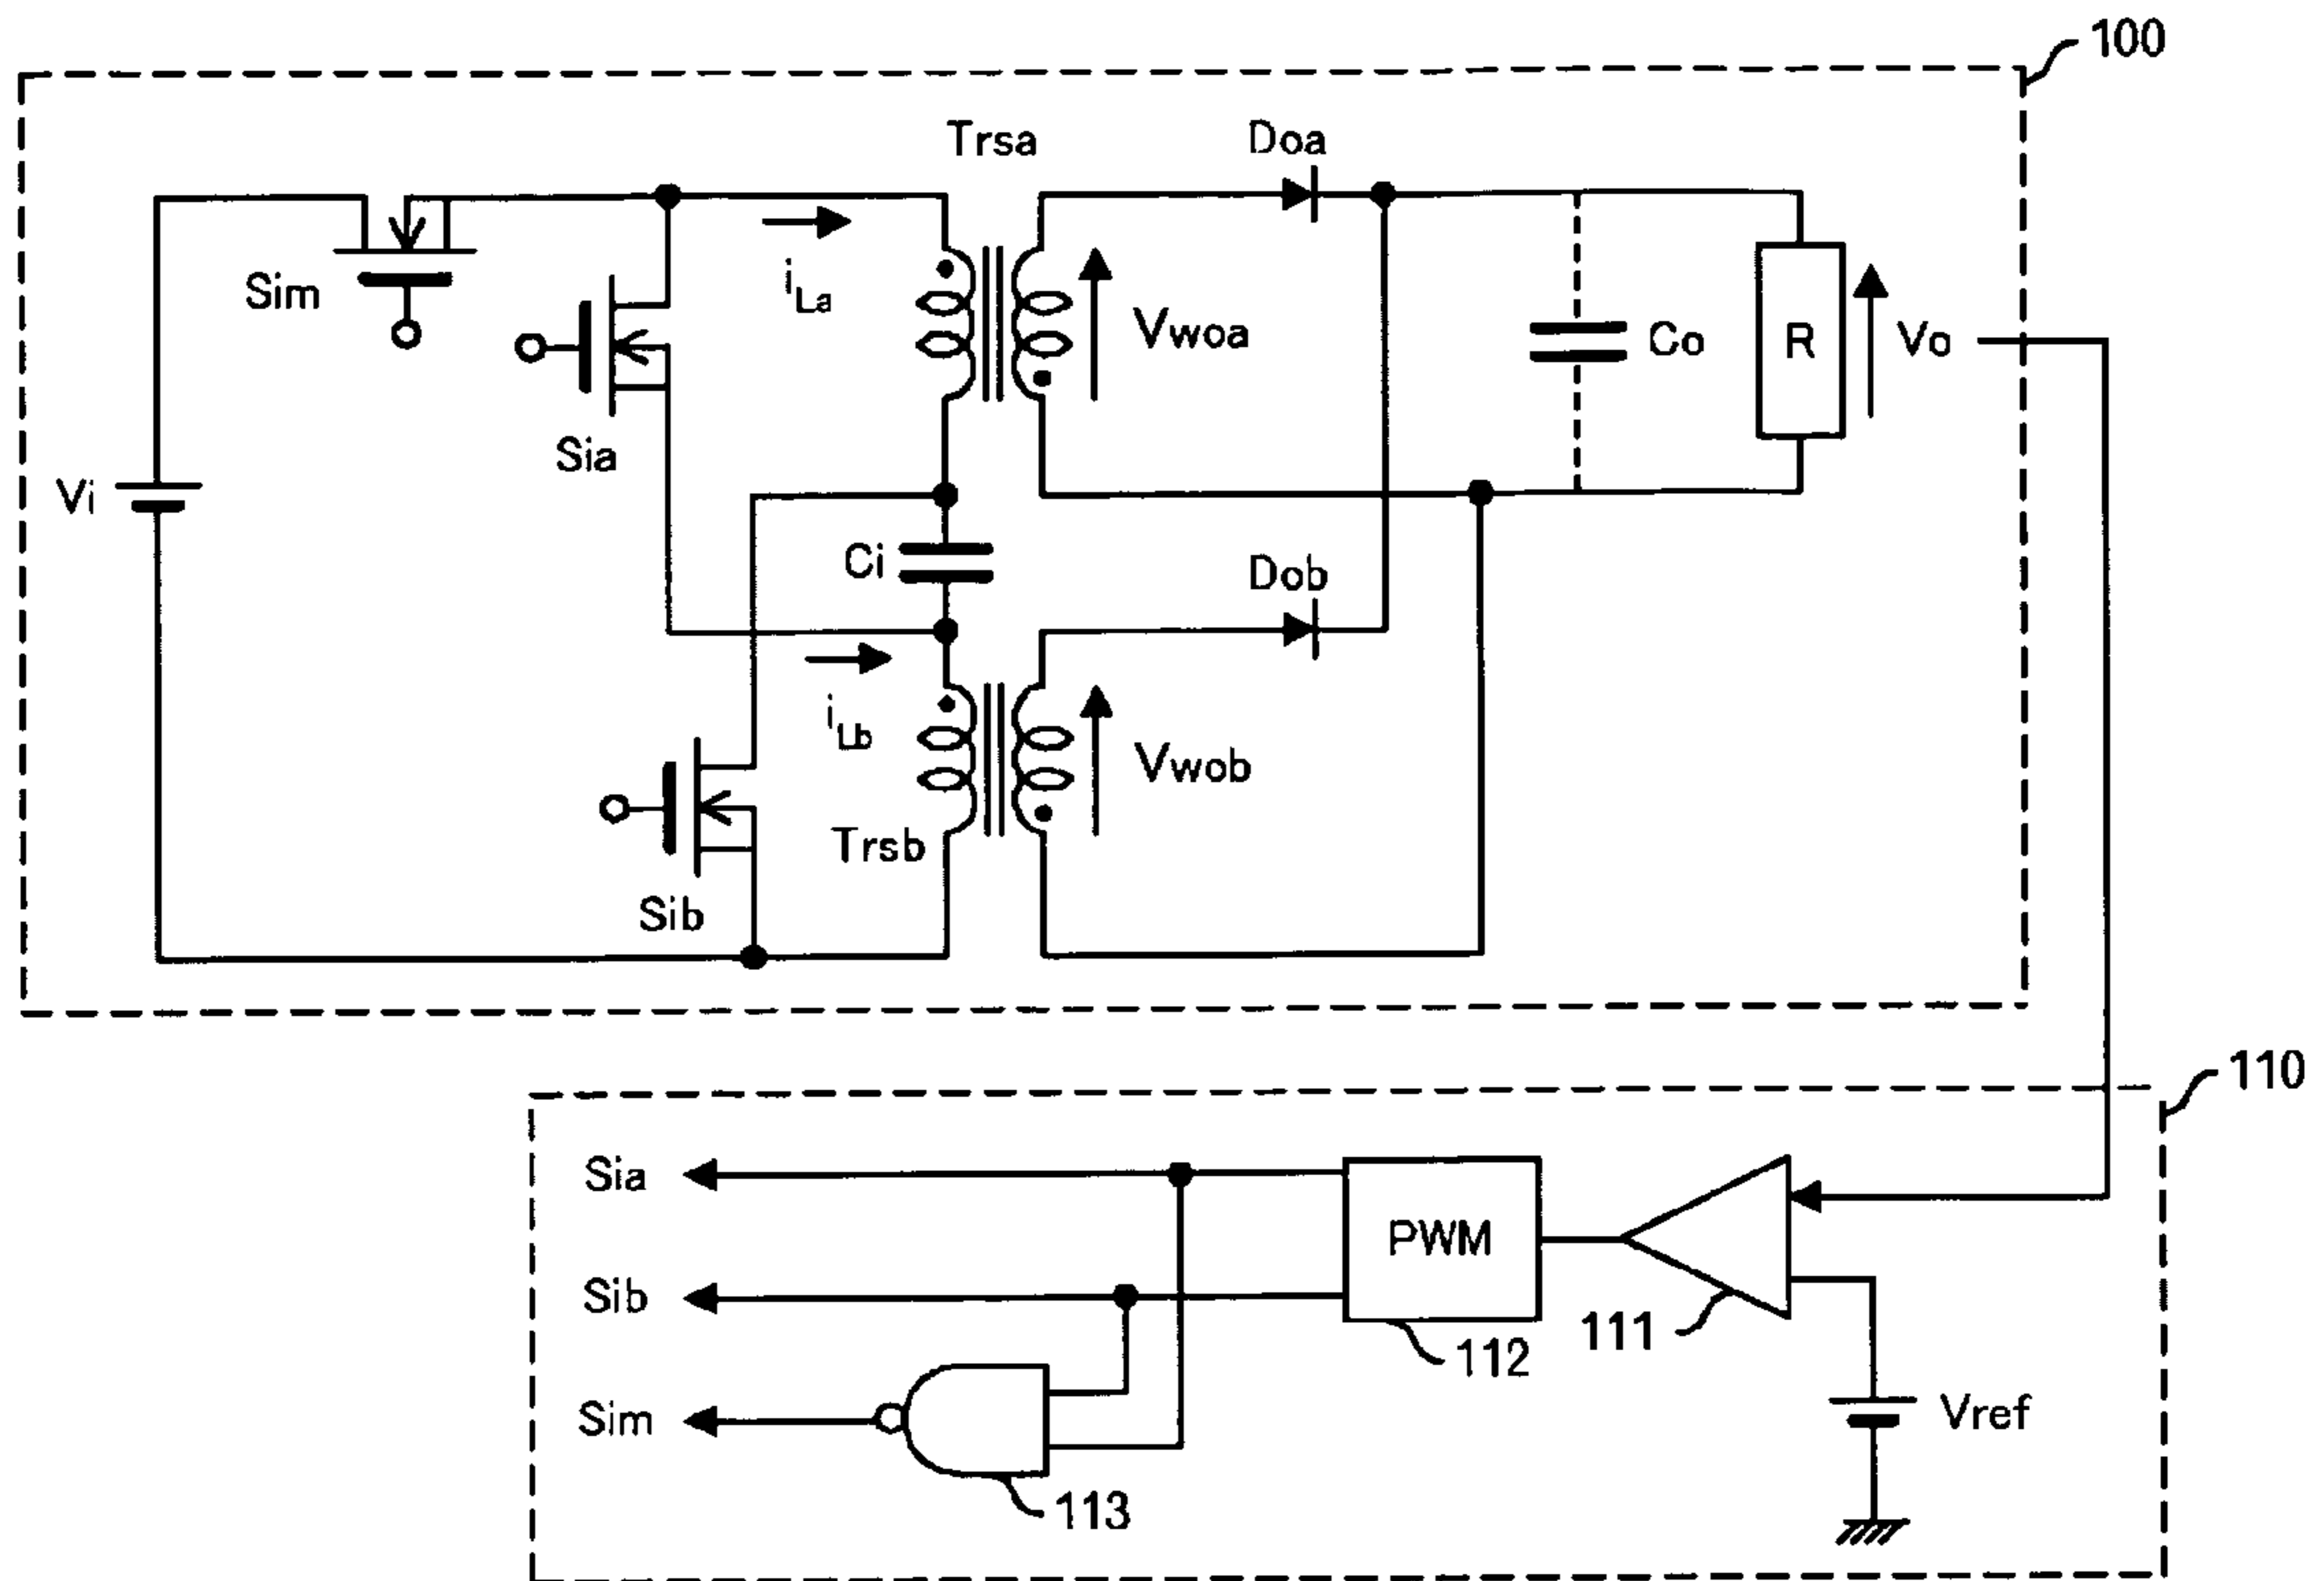 100
Trsa
Doa
Sim
iLa
Vwoa
Co
R
Vo
Sia
Vi
Ci
Dob
iLb
Vwob
Trsb
Sib
110
Sia
PWM
Sib
111
112
Sim
Vref
113